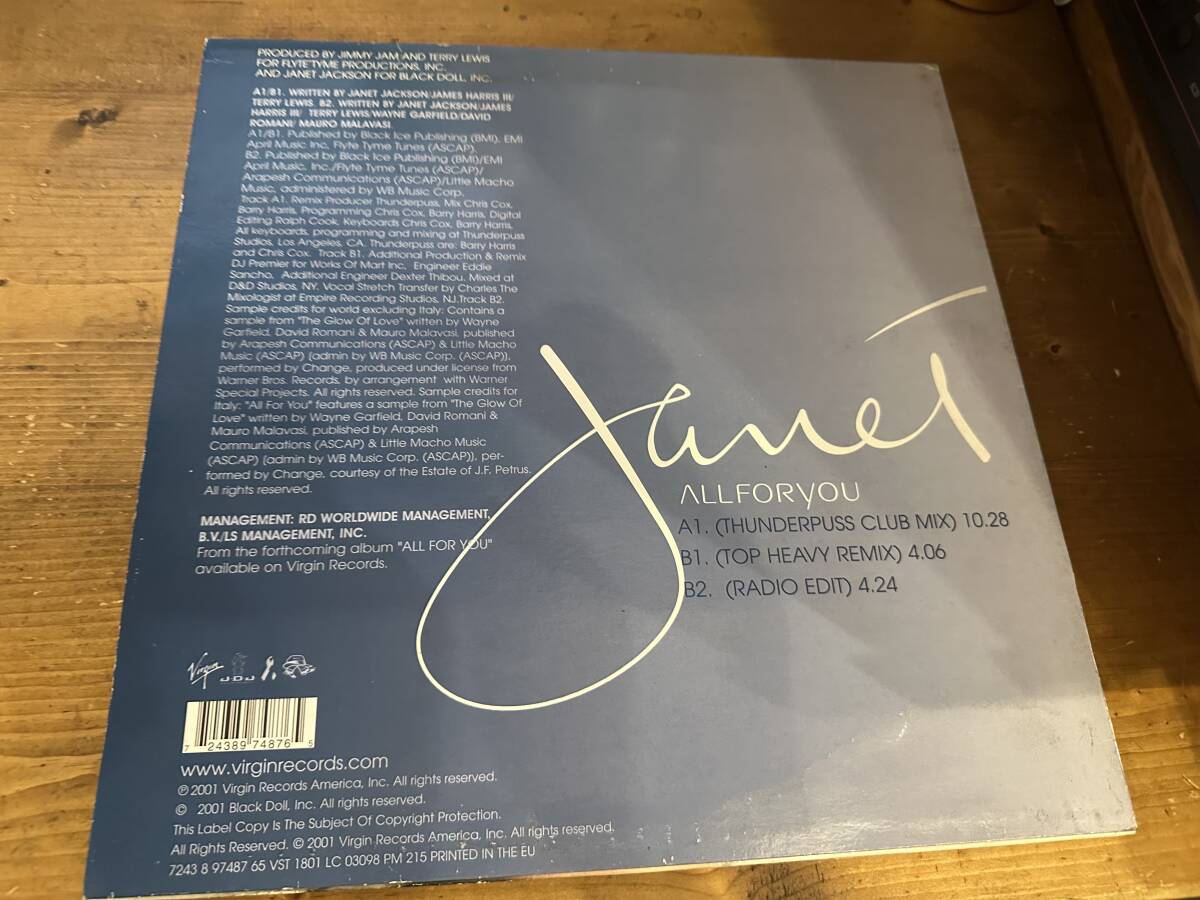 PRODUCED BY JIMMY JAM AND TERRY LEWIS
FOR FLYTETYME PRODUCTIONS, INC.
AND JANET JACKSON FOR BLACK DOLL, INC.
A1/B1. WRITTEN BY JANET JACKSON/JAMES HARRIS III/
TERRY LEWIS. B2. WRITTEN BY JANET JACKSON/JAMES
HARRIS III/ TERRY LEWIS/WAYNE GARFIELD/DAVID
ROMANI/ MAURO MALAVASI.
A1/B1. Published by Black Ice Publishing (BMI), EMI
April Music Inc, Flyte Tyme Tunes (ASCAP).
B2. Published by Black Ice Publishing (BMI)/EMI
April Music, Inc./Flyte Tyme Tunes (ASCAP)/
Arapesh Communications (ASCAP)/Little Macho
Music, administered by WB Music Corp.
Track A1. Remix Producer Thunderpuss, Mix Chris Cox,
Barry Harris, Programming Chris Cox, Barry Harris, Digital
Editing Ralph Cook, Keyboards Chris Cox, Barry Harris,
All keyboards, programming and mixing at Thunderpuss
Studios, Los Angeles, CA. Thunderpuss are: Barry Harris
and Chris Cox. Track B1. Additional Production & Remix
DJ Premier for Works Of Mart Inc, Engineer Eddie
Sancho, Additional Engineer Dexter Thibou. Mixed at
D&D Studios, NY. Vocal Stretch Transfer by Charles The
Mixologist at Empire Recording Studios, NJ.Track B2.
Sample credits for world excluding Italy: Contains a
sample from "The Glow Of Love" written by Wayne
Garfield, David Romani & Mauro Malavasi, published
by Arapesh Communications (ASCAP) & Little Macho
Music (ASCAP) [admin by WB Music Corp. (ASCAP)],
performed by Change, produced under license from
Warner Bros. Records, by arrangement with Warner
Special Projects. All rights reserved. Sample credits for
Italy: "All For You" features a sample from "The Glow Of
Love" written by Wayne Garfield, David Romani &
Mauro Malavasi, published by Arapesh
Communications (ASCAP) & Little Macho Music
(ASCAP) [admin by WB Music Corp. (ASCAP)], per-
formed by Change, courtesy of the Estate of J.F. Petrus.
All rights reserved.
MANAGEMENT: RD WORLDWIDE MANAGEMENT,
B.V./LS MANAGEMENT, INC.
From the forthcoming album "ALL FOR YOU"
available on Virgin Records.
Janet
ALLFORYOU
A1. (THUNDERPUSS CLUB MIX) 10.28
B1. (TOP HEAVY REMIX) 4.06
B2. (RADIO EDIT) 4.24
Virgin
JDJ
7 24389 74876 5
www.virginrecords.com
℗ 2001 Virgin Records America, Inc. All rights reserved.
© 2001 Black Doll, Inc. All rights reserved.
This Label Copy Is The Subject Of Copyright Protection.
All Rights Reserved. © 2001 Virgin Records America, Inc. All rights reserved.
7243 8 97487 65 VST 1801 LC 03098 PM 215 PRINTED IN THE EU